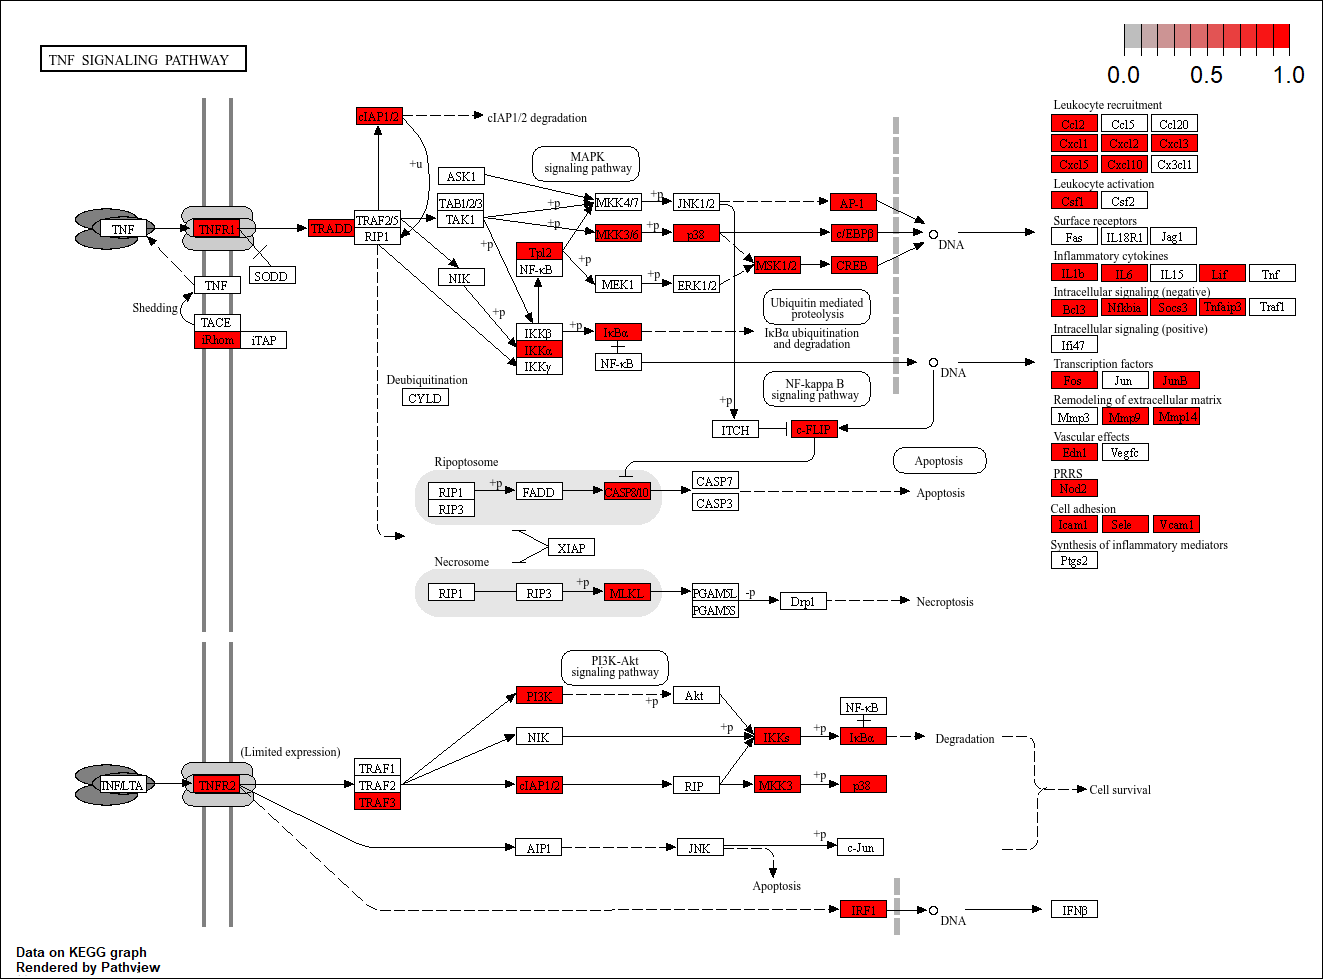 TNF SIGNALING PATHWAY
0.0 0.5 1.0
cIAP1/2
cIAP1/2 degradation
+u
MAPK
signaling pathway
ASK1
TAB1/2/3
TAK1
+p
+p
+p
MKK4/7
+p
JNK1/2
AP-1
TNF
TNFR1
TRADD
TRAF2/5
RIP1
MKK3/6
+p
p38
c/EBPβ
DNA
SODD
Tpl2
NF-κB
+p
MSK1/2
CREB
NIK
MEK1
+p
ERK1/2
TNF
Shedding
TACE
iRhom
iTAP
+p
Ubiquitin mediated
proteolysis
IKKβ
IKKα
IKKγ
+p
IκBα
NF-κB
IκBα ubiquitination
and degradation
DNA
Deubiquitination
CYLD
NF-kappa B
signaling pathway
+p
ITCH
c-FLIP
Ripoptosome
RIP1
RIP3
+p
FADD
CASP8/10
CASP7
CASP3
Apoptosis
Apoptosis
XIAP
Necrosome
RIP1
RIP3
+p
MLKL
PGAM5L
PGAM5S
-p
Drp1
Necroptosis
Leukocyte recruitment
Ccl2 Ccl5 Ccl20
Cxcl1 Cxcl2 Cxcl3
Cxcl5 Cxcl10 Cx3cl1
Leukocyte activation
Csf1 Csf2
Surface receptors
Fas IL18R1 Jag1
Inflammatory cytokines
IL1b IL6 IL15 Lif Tnf
Intracellular signaling (negative)
Bcl3 Nfkbia Socs3 Tnfaip3 Traf1
Intracellular signaling (positive)
Ifi47
Transcription factors
Fos Jun JunB
Remodeling of extracellular matrix
Mmp3 Mmp9 Mmp14
Vascular effects
Edn1 Vegfc
PRRS
Nod2
Cell adhesion
Icam1 Sele Vcam1
Synthesis of inflammatory mediators
Ptgs2
PI3K-Akt
signaling pathway
PI3K
+p
Akt
NIK
+p
IKKs
+p
NF-κB
IκBα
Degradation
(Limited expression)
TNF/LTA
TNFR2
TRAF1
TRAF2
TRAF3
cIAP1/2
RIP
MKK3
+p
p38
Cell survival
AIP1
JNK
+p
c-Jun
Apoptosis
IRF1
DNA
IFNβ
Data on KEGG graph
Rendered by Pathview